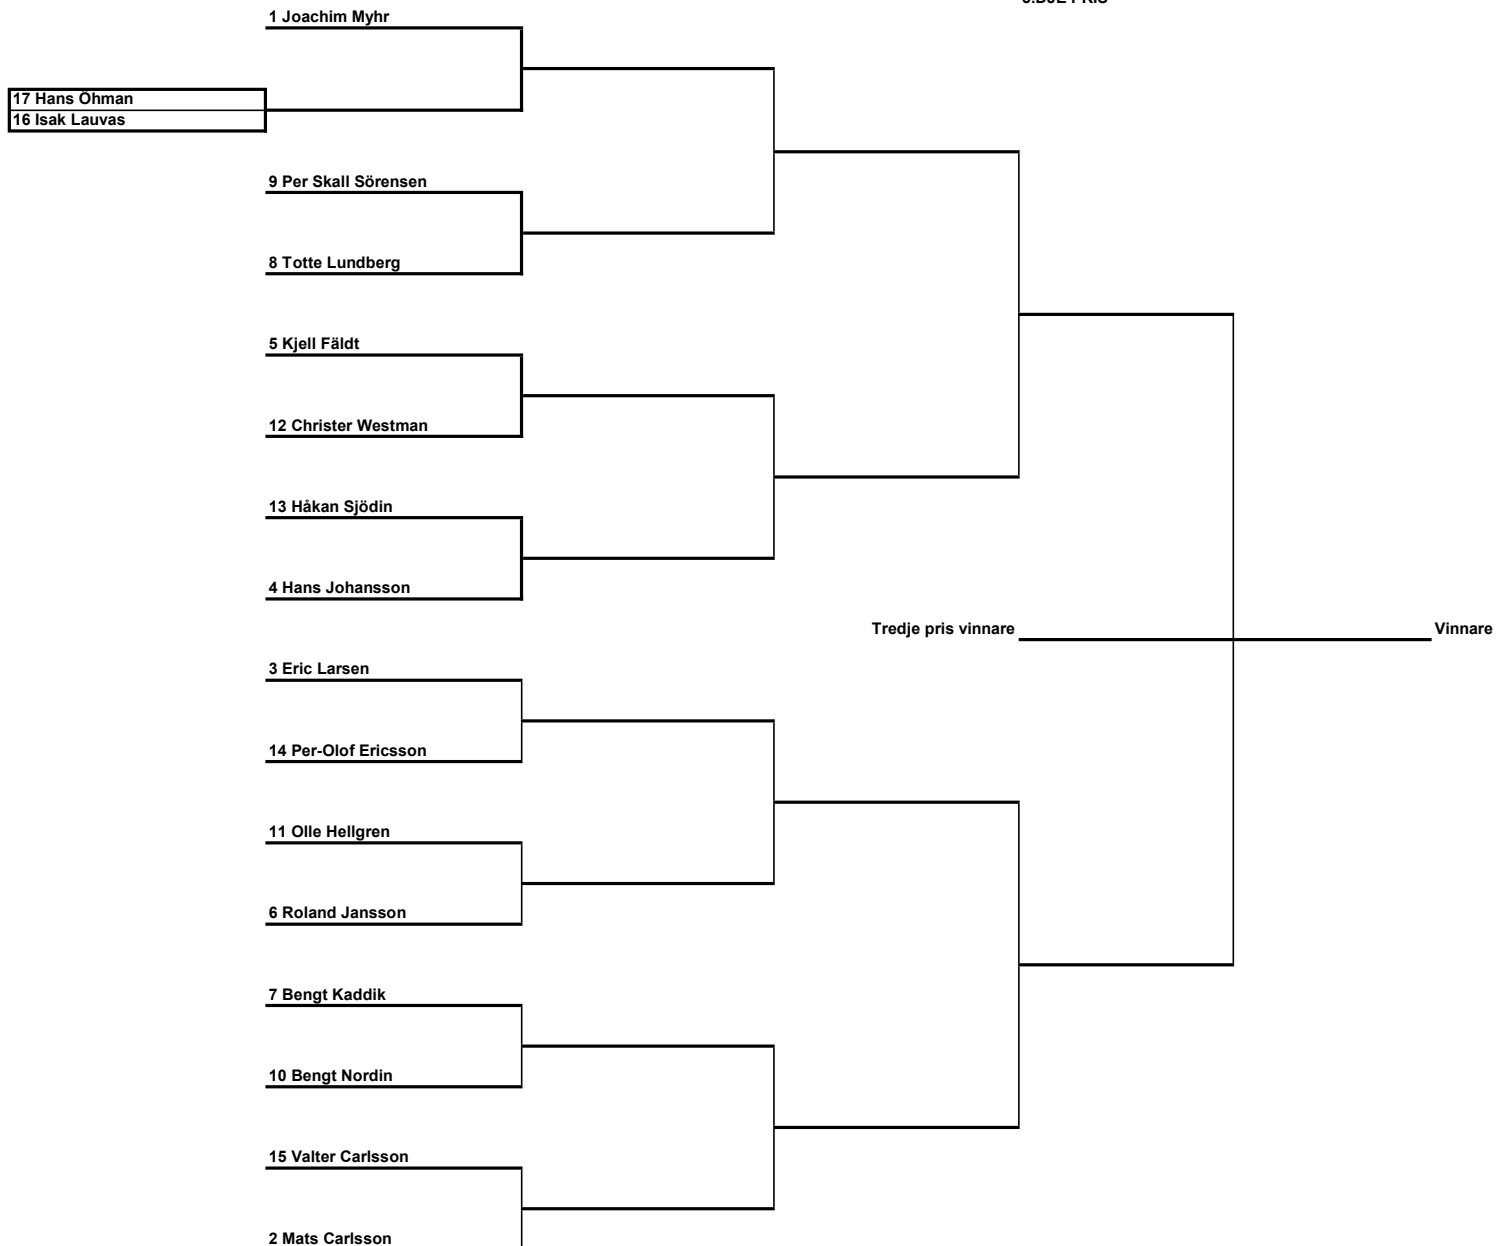 1 Joachim Myhr
17 Hans Öhman
16 Isak Lauvas
9 Per Skall Sörensen
8 Totte Lundberg
5 Kjell Fäldt
12 Christer Westman
13 Håkan Sjödin
4 Hans Johansson
Tredje pris vinnare
Vinnare
3 Eric Larsen
14 Per-Olof Ericsson
11 Olle Hellgren
6 Roland Jansson
7 Bengt Kaddik
10 Bengt Nordin
15 Valter Carlsson
2 Mats Carlsson